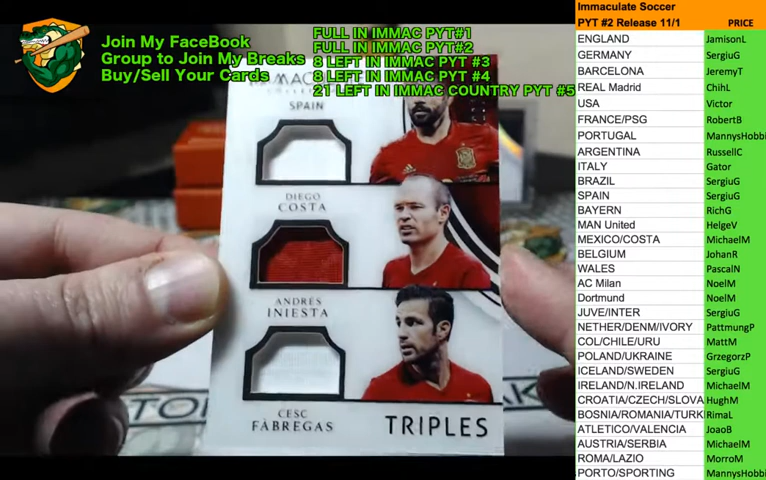 Join My FaceBook
Group to Join My Breaks
Buy/Sell Your Cards
FULL IN IMMAC PYT#1
FULL IN IMMAC PYT#2
8 LEFT IN IMMAC PYT #3
8 LEFT IN IMMAC PYT #4
21 LEFT IN IMMAC COUNTRY PYT #5
SPAIN
DIEGO
COSTA
ANDRÉS
INIESTA
CESC
FÀBREGAS
TRIPLES
Immaculate Soccer
PYT #2 Release 11/1 PRICE
ENGLAND JamisonL
GERMANY SergiuG
BARCELONA JeremyT
REAL Madrid ChihL
USA Victor
FRANCE/PSG RobertB
PORTUGAL MannysHobbi
ARGENTINA RussellC
ITALY Gator
BRAZIL SergiuG
SPAIN SergiuG
BAYERN RichG
MAN United HelgeV
MEXICO/COSTA MichaelM
BELGIUM JohanR
WALES PascalN
AC Milan NoelM
Dortmund NoelM
JUVE/INTER SergiuG
NETHER/DENM/IVORY PattmungP
COL/CHILE/URU MattM
POLAND/UKRAINE GrzegorzP
ICELAND/SWEDEN SergiuG
IRELAND/N.IRELAND MichaelM
CROATIA/CZECH/SLOVA HughM
BOSNIA/ROMANIA/TURK RimaL
ATLETICO/VALENCIA JoaoB
AUSTRIA/SERBIA MichaelM
ROMA/LAZIO MorroM
PORTO/SPORTING MannysHobbi